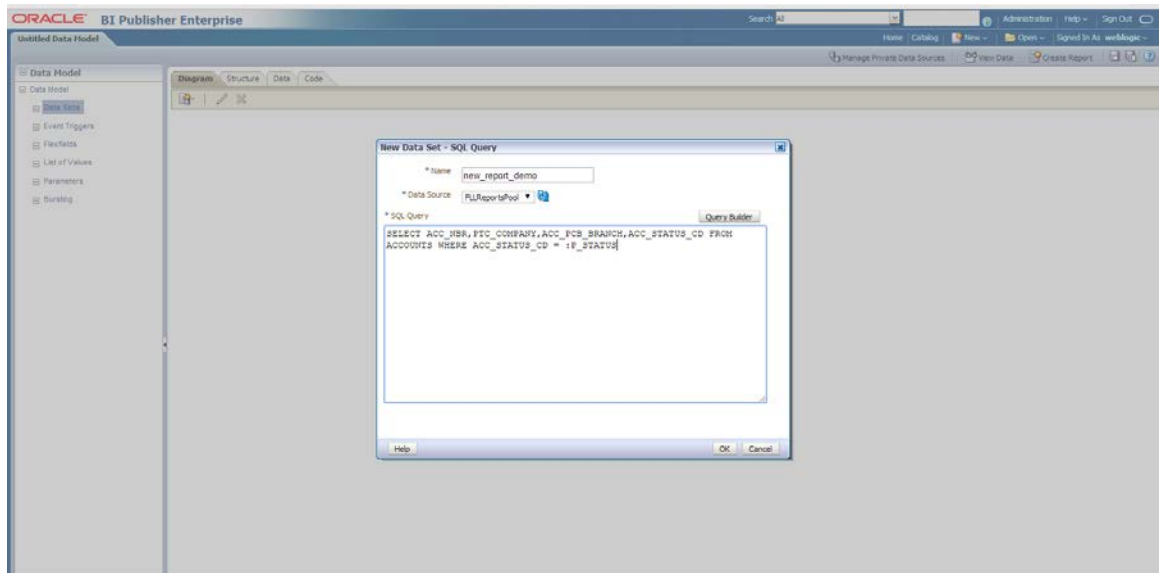 ORACLE BI Publisher Enterprise Search All Administration Help Sign Out
Untitled Data Model Home Catalog New Open Signed In As weblogic
Manage Private Data Sources View Data Create Report
Data Model
Diagram Structure Data Code
Data Model
Data Sets
Event Triggers
Flexfields
List of Values
Parameters
Bursting
New Data Set - SQL Query
* Name new_report_demo
* Data Source FLLReportsPool
* SQL Query Query Builder
SELECT ACC_NBR,PTC_COMPANY,ACC_PCB_BRANCH,ACC_STATUS_CD FROM
ACCOUNTS WHERE ACC_STATUS_CD = :P_STATUS
Help OK Cancel